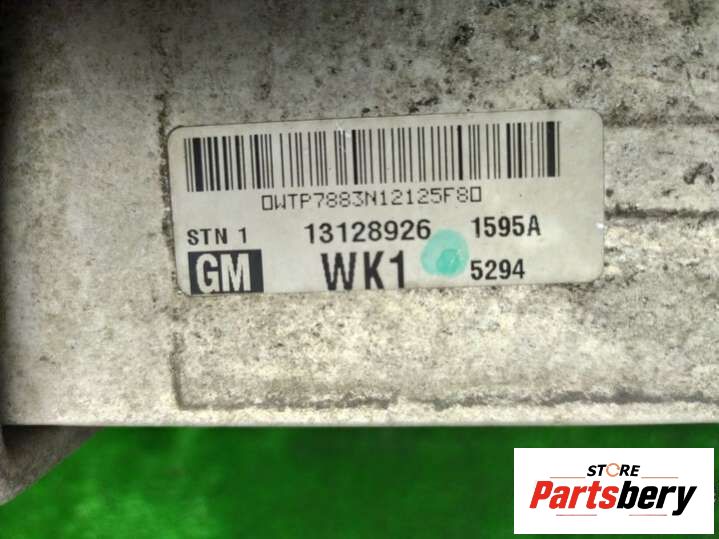 0WTP7883N12125F80
STN 1 13128926 1595A
GM WK1 5294
STORE
Partsbery